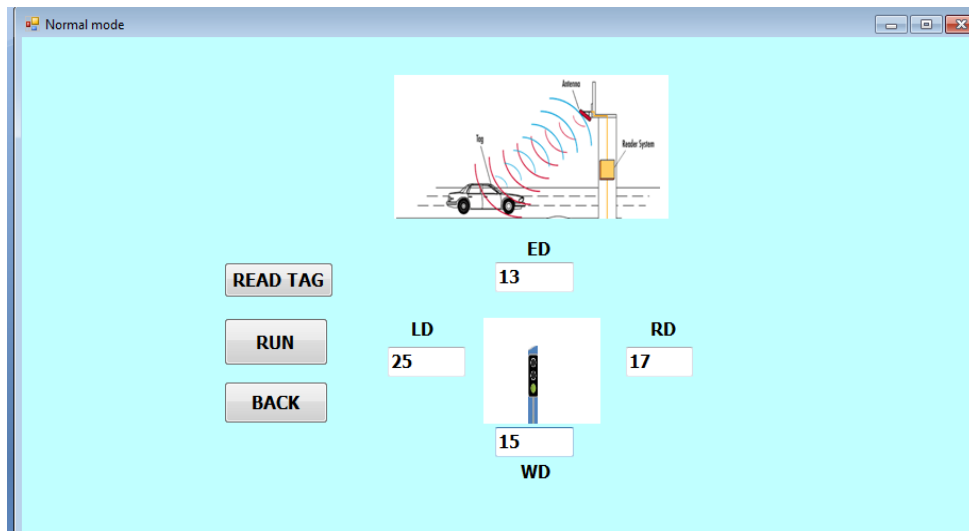 Normal mode
Antenna
Tag
Reader System
ED
13
READ TAG
LD
RD
RUN
25
17
BACK
15
WD